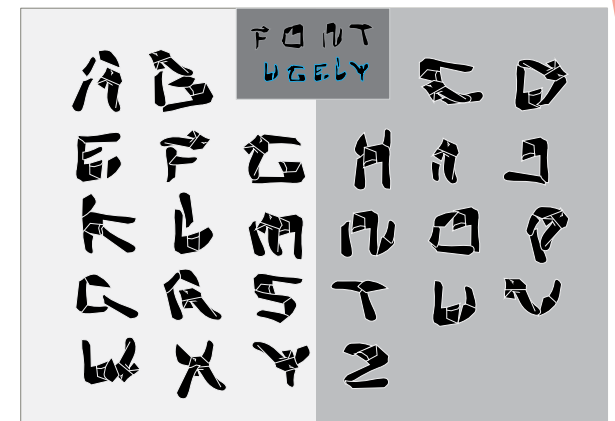 FONT
UGELY
A B C D
E F G H I J
K L M N O P
Q R S T U V
W X Y Z